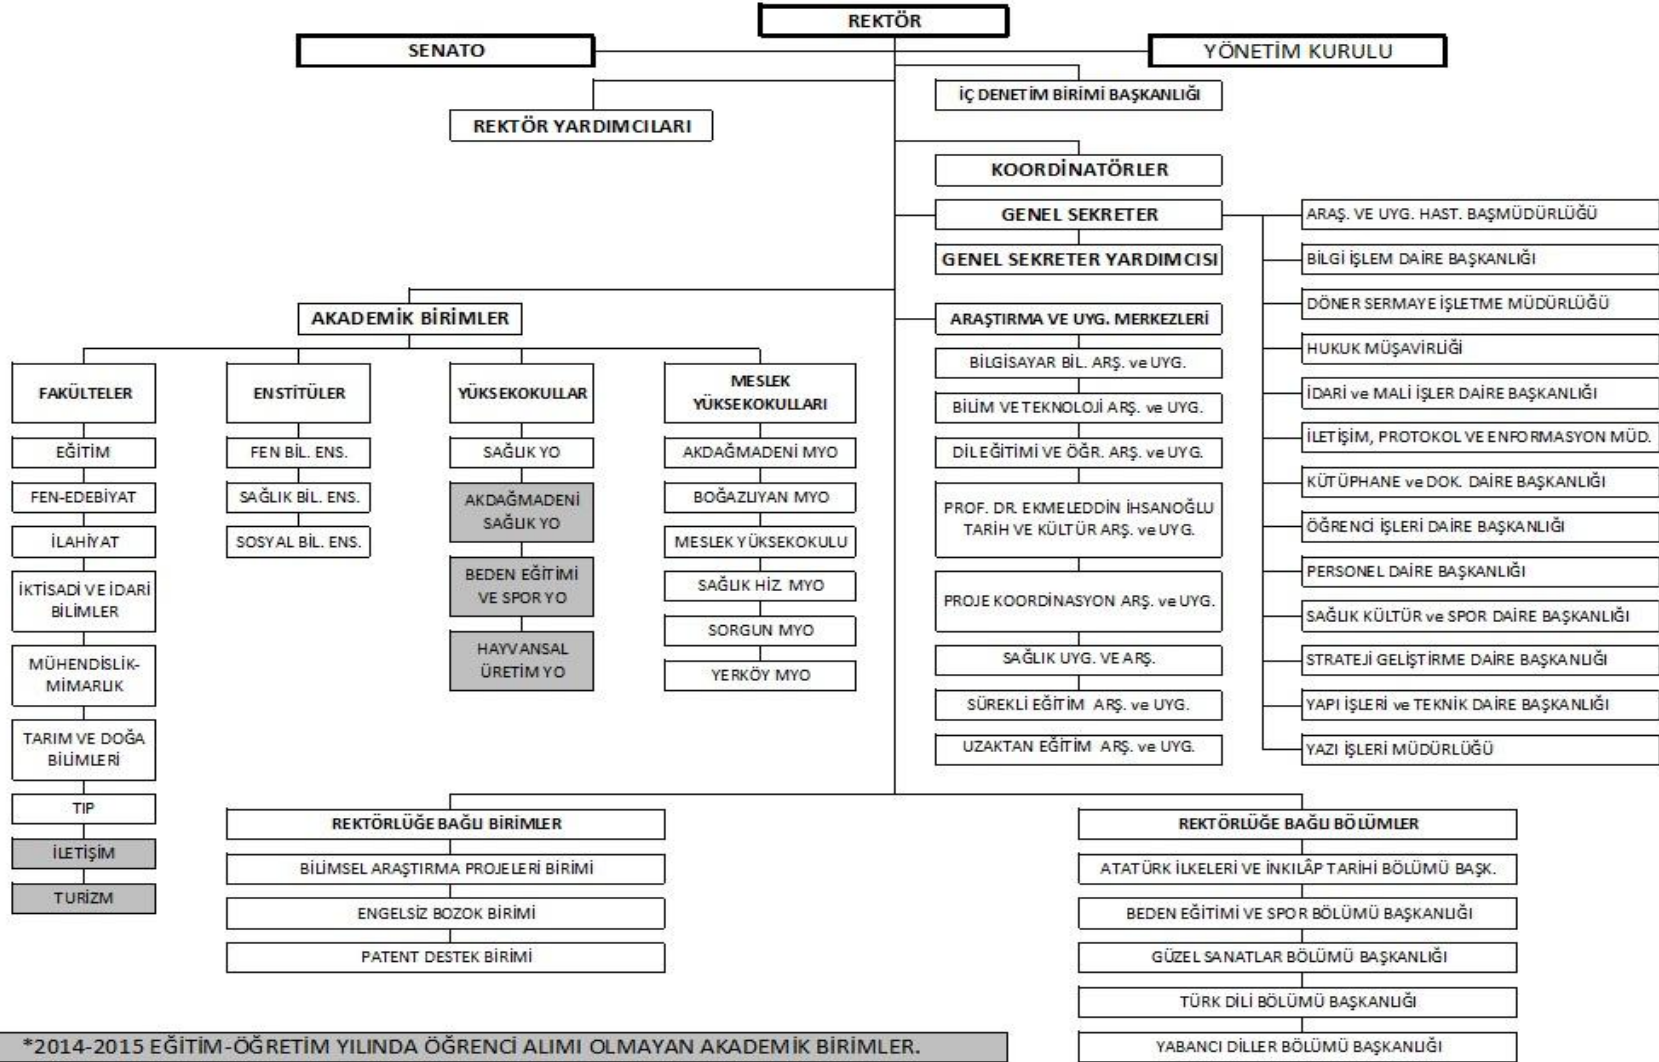 REKTÖR
SENATO
YÖNETİM KURULU
İÇ DENETİM BİRİMİ BAŞKANLIĞI
REKTÖR YARDIMCILARI
KOORDİNATÖRLER
GENEL SEKRETER
GENEL SEKRETER YARDIMCISI
ARAŞ. VE UYG. HAST. BAŞMÜDÜRLÜĞÜ
BİLGİ İŞLEM DAİRE BAŞKANLIĞI
DÖNER SERMAYE İŞLETME MÜDÜRLÜĞÜ
HUKUK MÜŞAVİRLİĞİ
İDARİ ve MALİ İŞLER DAİRE BAŞKANLIĞI
İLETİŞİM, PROTOKOL VE ENFORMASYON MÜD.
KÜTÜPHANE ve DOK. DAİRE BAŞKANLIĞI
ÖĞRENCİ İŞLERİ DAİRE BAŞKANLIĞI
PERSONEL DAİRE BAŞKANLIĞI
SAĞLIK KÜLTÜR ve SPOR DAİRE BAŞKANLIĞI
STRATEJİ GELİŞTİRME DAİRE BAŞKANLIĞI
YAPI İŞLERİ ve TEKNİK DAİRE BAŞKANLIĞI
YAZI İŞLERİ MÜDÜRLÜĞÜ
ARAŞTIRMA VE UYG. MERKEZLERİ
BİLGİSAYAR BİL. ARŞ. ve UYG.
BİLİM VE TEKNOLOJİ ARŞ. ve UYG.
DİL EĞİTİMİ VE ÖĞR. ARŞ. ve UYG.
PROF. DR. EKMELEDDİN İHSANOĞLU
TARİH VE KÜLTÜR ARŞ. ve UYG.
PROJE KOORDİNASYON ARŞ. ve UYG.
SAĞLIK UYG. VE ARŞ.
SÜREKLİ EĞİTİM ARŞ. ve UYG.
UZAKTAN EĞİTİM ARŞ. ve UYG.
AKADEMİK BİRİMLER
FAKÜLTELER
EĞİTİM
FEN-EDEBİYAT
İLAHİYAT
İKTİSADİ VE İDARİ
BİLİMLER
MÜHENDİSLİK-
MİMARLIK
TARIM VE DOĞA
BİLİMLERİ
TIP
İLETİŞİM
TURİZM
ENSTİTÜLER
FEN BİL. ENS.
SAĞLIK BİL. ENS.
SOSYAL BİL. ENS.
YÜKSEKOKULLAR
SAĞLIK YO
AKDAĞMADENİ
SAĞLIK YO
BEDEN EĞİTİMİ
VE SPOR YO
HAYVANSAL
ÜRETİM YO
MESLEK
YÜKSEKOKULLARI
AKDAĞMADENİ MYO
BOĞAZLIYAN MYO
MESLEK YÜKSEKOKULU
SAĞLIK HİZ. MYO
SORGUN MYO
YERKÖY MYO
REKTÖRLÜĞE BAĞLI BİRİMLER
BİLİMSEL ARAŞTIRMA PROJELERİ BİRİMİ
ENGELSİZ BOZOK BİRİMİ
PATENT DESTEK BİRİMİ
REKTÖRLÜĞE BAĞLI BÖLÜMLER
ATATÜRK İLKELERİ VE İNKILÂP TARİHİ BÖLÜMÜ BAŞK.
BEDEN EĞİTİMİ VE SPOR BÖLÜMÜ BAŞKANLIĞI
GÜZEL SANATLAR BÖLÜMÜ BAŞKANLIĞI
TÜRK DİLİ BÖLÜMÜ BAŞKANLIĞI
YABANCI DİLLER BÖLÜMÜ BAŞKANLIĞI
*2014-2015 EĞİTİM-ÖĞRETİM YILINDA ÖĞRENCİ ALIMI OLMAYAN AKADEMİK BİRİMLER.